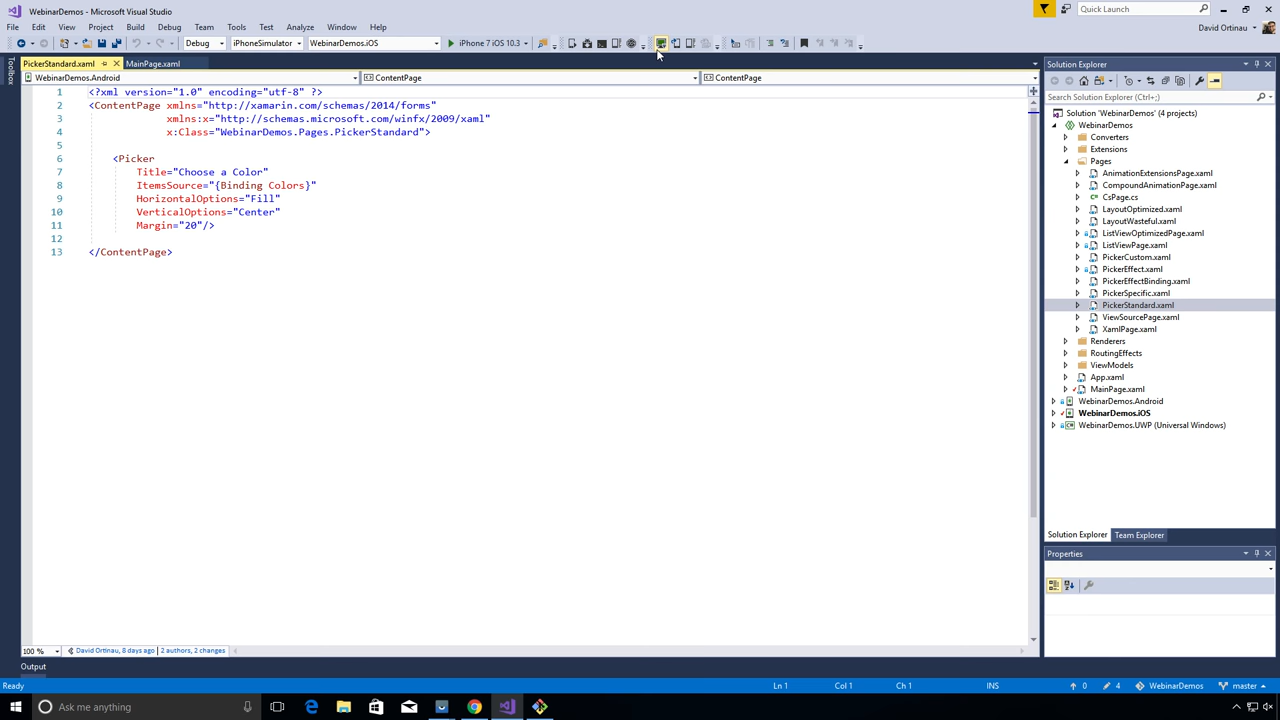 WebinarDemos - Microsoft Visual Studio
Quick Launch
File Edit View Project Build Debug Team Tools Test Analyze Window Help
David Ortinau
Debug iPhoneSimulator WebinarDemos.iOS iPhone 7 iOS 10.3
Toolbox
PickerStandard.xaml MainPage.xaml
WebinarDemos.Android ContentPage ContentPage
1 <?xml version="1.0" encoding="utf-8" ?>
2 <ContentPage xmlns="http://xamarin.com/schemas/2014/forms"
3 xmlns:x="http://schemas.microsoft.com/winfx/2009/xaml"
4 x:Class="WebinarDemos.Pages.PickerStandard">
5
6 <Picker
7 Title="Choose a Color"
8 ItemsSource="{Binding Colors}"
9 HorizontalOptions="Fill"
10 VerticalOptions="Center"
11 Margin="20"/>
12
13 </ContentPage>
100 % David Ortinau, 8 days ago | 2 authors, 2 changes
Output
Solution Explorer
Search Solution Explorer (Ctrl+;)
Solution 'WebinarDemos' (4 projects)
WebinarDemos
Converters
Extensions
Pages
AnimationExtensionsPage.xaml
CompoundAnimationPage.xaml
CsPage.cs
LayoutOptimized.xaml
LayoutWasteful.xaml
ListViewOptimizedPage.xaml
ListViewPage.xaml
PickerCustom.xaml
PickerEffect.xaml
PickerEffectBinding.xaml
PickerSpecific.xaml
PickerStandard.xaml
ViewSourcePage.xaml
XamlPage.xaml
Renderers
RoutingEffects
ViewModels
App.xaml
MainPage.xaml
WebinarDemos.Android
WebinarDemos.iOS
WebinarDemos.UWP (Universal Windows)
Solution Explorer Team Explorer
Properties
Ready Ln 1 Col 1 Ch 1 INS 0 4 WebinarDemos master
Ask me anything